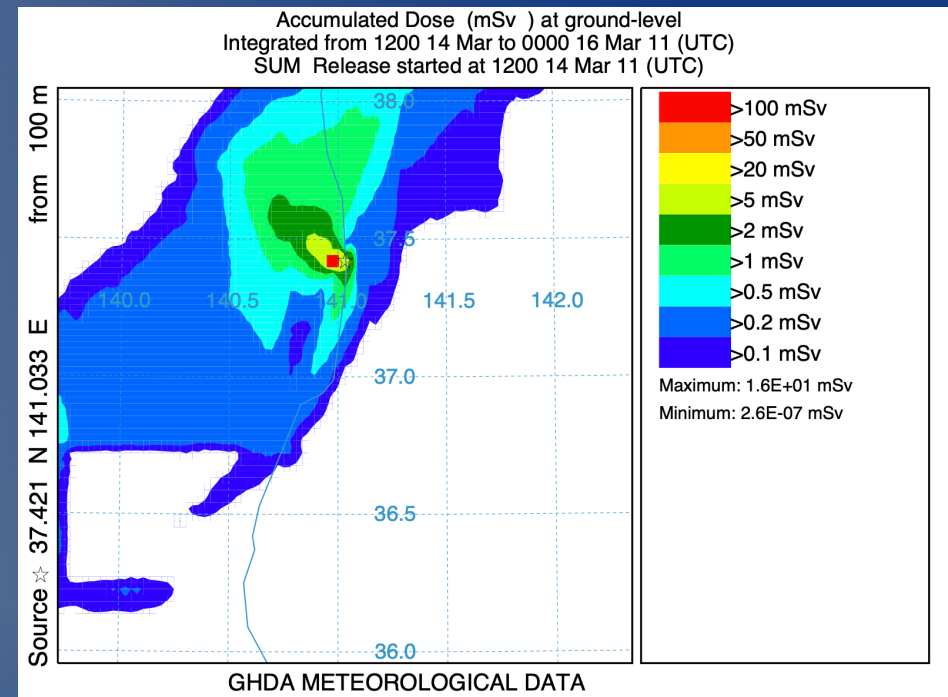 Accumulated Dose (mSv ) at ground-level
Integrated from 1200 14 Mar to 0000 16 Mar 11 (UTC)
SUM Release started at 1200 14 Mar 11 (UTC)
Source ☆ 37.421 N 141.033 E from 100 m
38.0
37.5
140.0 140.5 141.0 141.5 142.0
37.0
36.5
36.0
>100 mSv
>50 mSv
>20 mSv
>5 mSv
>2 mSv
>1 mSv
>0.5 mSv
>0.2 mSv
>0.1 mSv
Maximum: 1.6E+01 mSv
Minimum: 2.6E-07 mSv
GHDA METEOROLOGICAL DATA